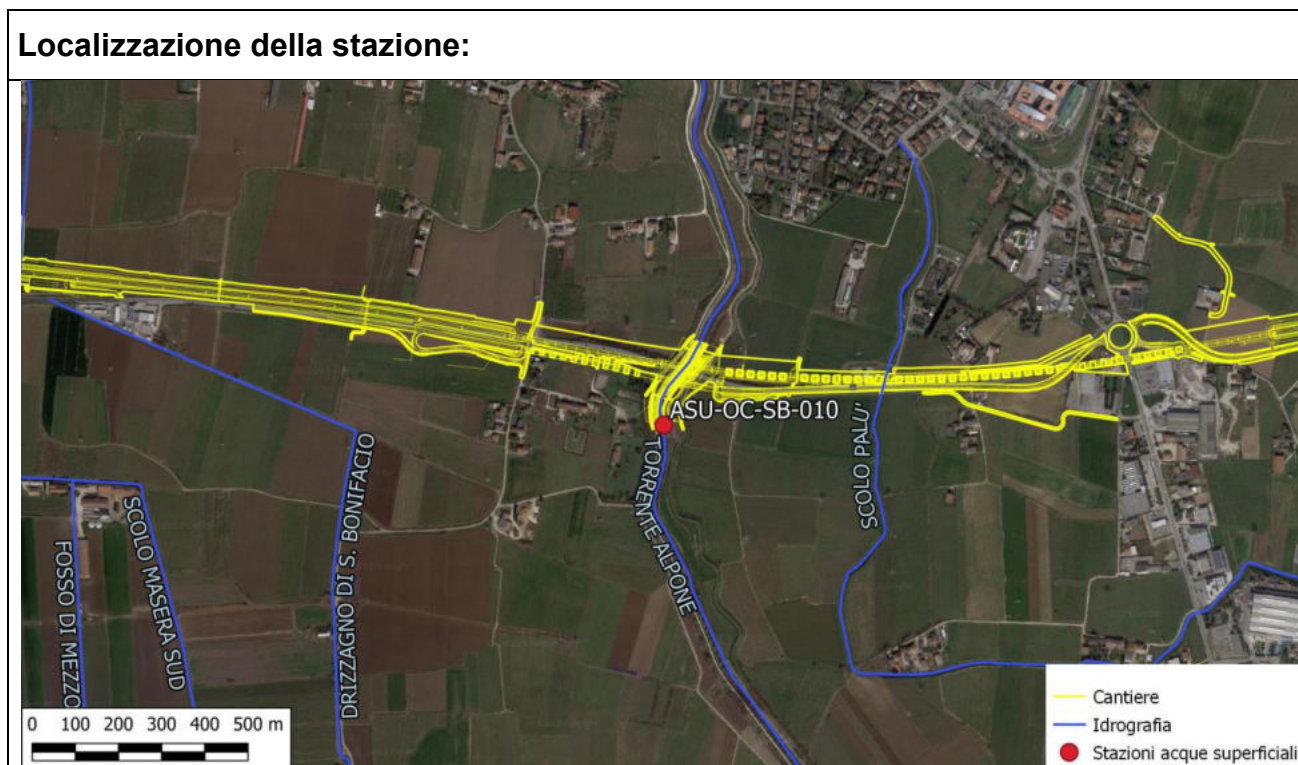 Localizzazione della stazione:
ASU-OC-SB-010
TORRENTE ALPONE
SCOLO PALU'
DRIZZAGNO DI S. BONIFACIO
SCOLO MASERA SUD
FOSSO DI MEZZO
0 100 200 300 400 500 m
Cantiere
Idrografia
Stazioni acque superficiali